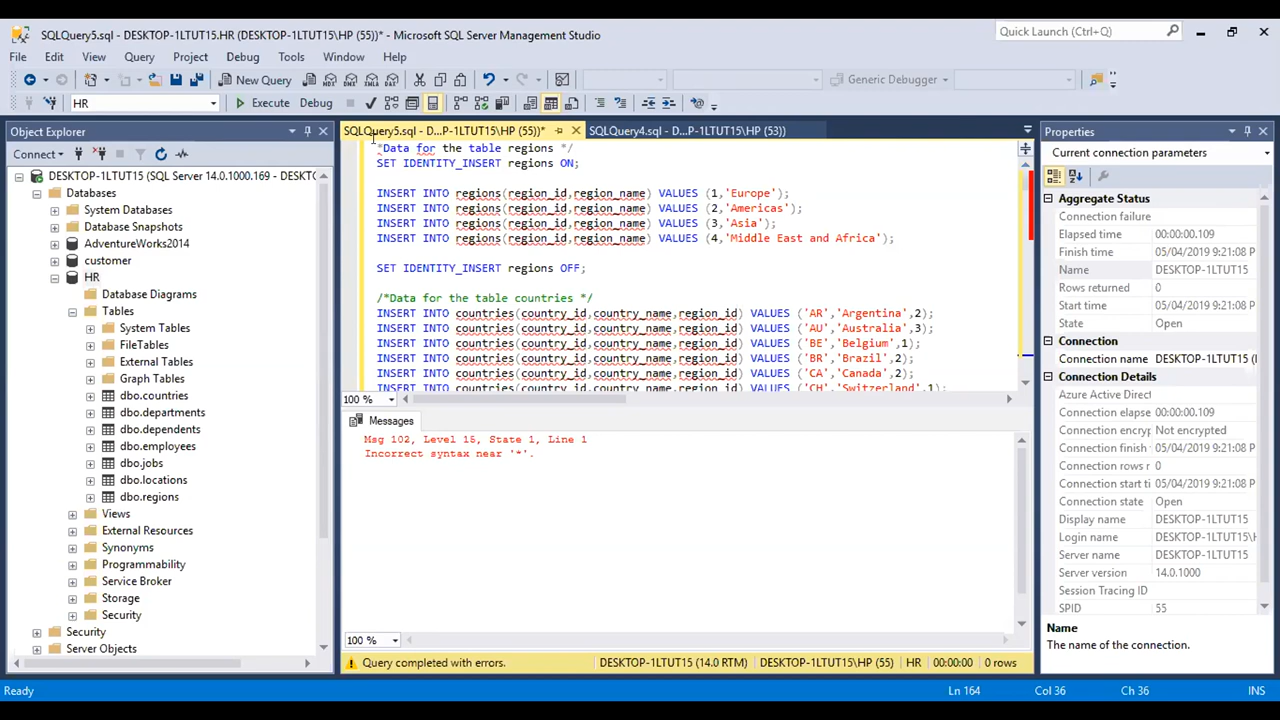 SQLQuery5.sql - DESKTOP-1LTUT15.HR (DESKTOP-1LTUT15\HP (55))* - Microsoft SQL Server Management Studio
Quick Launch (Ctrl+Q)
File Edit View Query Project Debug Tools Window Help
New Query
Generic Debugger
HR
Execute Debug
Object Explorer
Connect
DESKTOP-1LTUT15 (SQL Server 14.0.1000.169 - DESKTO
Databases
System Databases
Database Snapshots
AdventureWorks2014
customer
HR
Database Diagrams
Tables
System Tables
FileTables
External Tables
Graph Tables
dbo.countries
dbo.departments
dbo.dependents
dbo.employees
dbo.jobs
dbo.locations
dbo.regions
Views
External Resources
Synonyms
Programmability
Service Broker
Storage
Security
Security
Server Objects
SQLQuery5.sql - D...P-1LTUT15\HP (55))*
SQLQuery4.sql - D...P-1LTUT15\HP (53))
*Data for the table regions */
SET IDENTITY_INSERT regions ON;
INSERT INTO regions(region_id,region_name) VALUES (1,'Europe');
INSERT INTO regions(region_id,region_name) VALUES (2,'Americas');
INSERT INTO regions(region_id,region_name) VALUES (3,'Asia');
INSERT INTO regions(region_id,region_name) VALUES (4,'Middle East and Africa');
SET IDENTITY_INSERT regions OFF;
/*Data for the table countries */
INSERT INTO countries(country_id,country_name,region_id) VALUES ('AR','Argentina',2);
INSERT INTO countries(country_id,country_name,region_id) VALUES ('AU','Australia',3);
INSERT INTO countries(country_id,country_name,region_id) VALUES ('BE','Belgium',1);
INSERT INTO countries(country_id,country_name,region_id) VALUES ('BR','Brazil',2);
INSERT INTO countries(country_id,country_name,region_id) VALUES ('CA','Canada',2);
INSERT INTO countries(country_id,country_name,region_id) VALUES ('CH','Switzerland',1);
100 %
Messages
Msg 102, Level 15, State 1, Line 1
Incorrect syntax near '*'.
100 %
Query completed with errors.
DESKTOP-1LTUT15 (14.0 RTM)
DESKTOP-1LTUT15\HP (55)
HR
00:00:00
0 rows
Properties
Current connection parameters
Aggregate Status
Connection failure
Elapsed time 00:00:00.109
Finish time 05/04/2019 9:21:08 P
Name DESKTOP-1LTUT15
Rows returned 0
Start time 05/04/2019 9:21:08 P
State Open
Connection
Connection name DESKTOP-1LTUT15 (
Connection Details
Azure Active Direct
Connection elapse 00:00:00.109
Connection encryp Not encrypted
Connection finish 05/04/2019 9:21:08 P
Connection rows r 0
Connection start ti 05/04/2019 9:21:08 P
Connection state Open
Display name DESKTOP-1LTUT15
Login name DESKTOP-1LTUT15\H
Server name DESKTOP-1LTUT15
Server version 14.0.1000
Session Tracing ID
SPID 55
Name
The name of the connection.
Ready
Ln 164
Col 36
Ch 36
INS